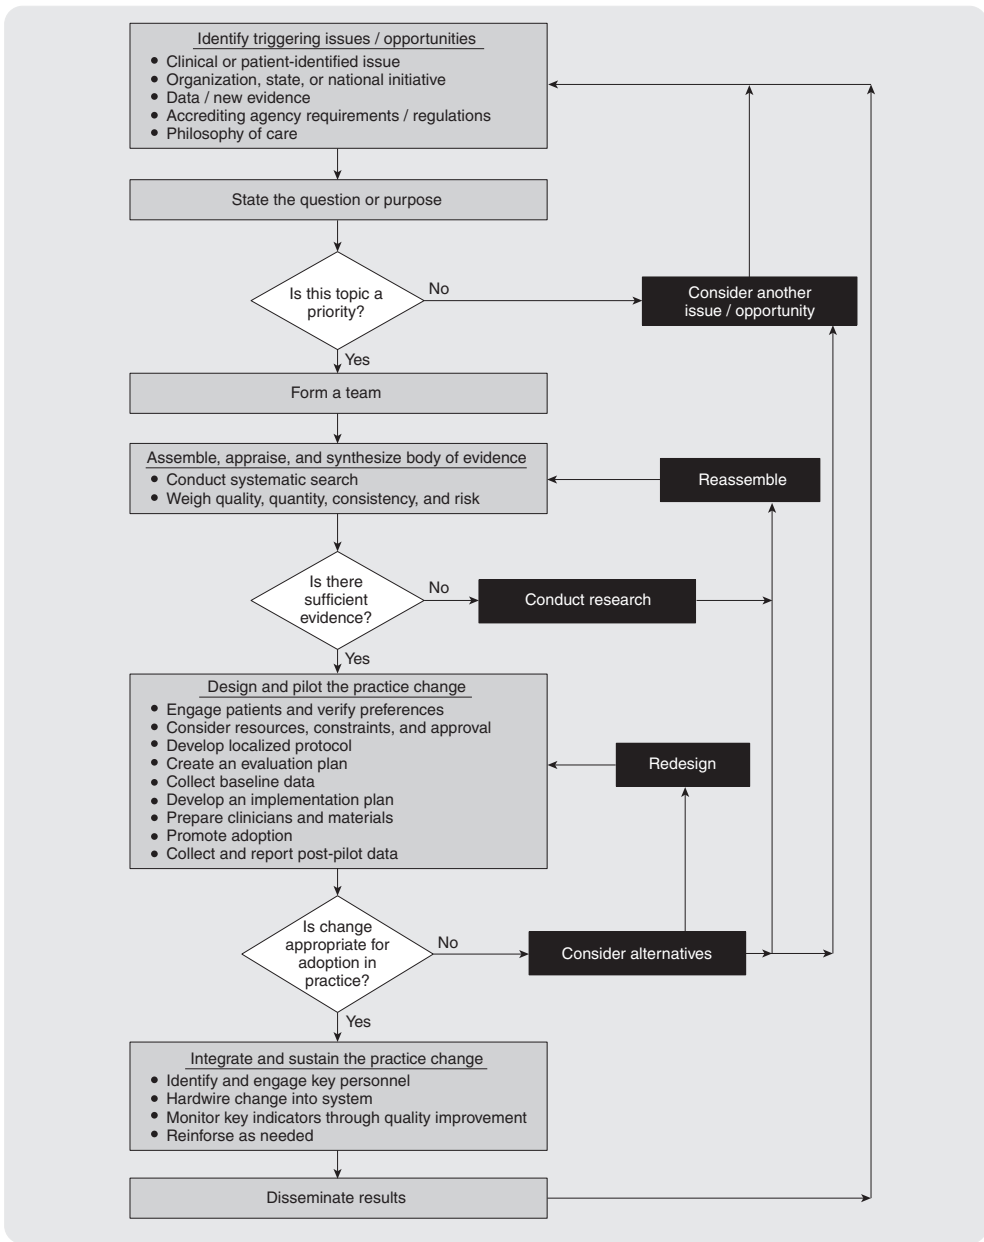 Identify triggering issues / opportunities
• Clinical or patient-identified issue
• Organization, state, or national initiative
• Data / new evidence
• Accrediting agency requirements / regulations
• Philosophy of care
State the question or purpose
Is this topic a
priority?
No
Consider another
issue / opportunity
Yes
Form a team
Assemble, appraise, and synthesize body of evidence
• Conduct systematic search
• Weigh quality, quantity, consistency, and risk
Reassemble
Is there
sufficient
evidence?
No
Conduct research
Yes
Design and pilot the practice change
• Engage patients and verify preferences
• Consider resources, constraints, and approval
• Develop localized protocol
• Create an evaluation plan
• Collect baseline data
• Develop an implementation plan
• Prepare clinicians and materials
• Promote adoption
• Collect and report post-pilot data
Redesign
Is change
appropriate for
adoption in
practice?
No
Consider alternatives
Yes
Integrate and sustain the practice change
• Identify and engage key personnel
• Hardwire change into system
• Monitor key indicators through quality improvement
• Reinforse as needed
Disseminate results